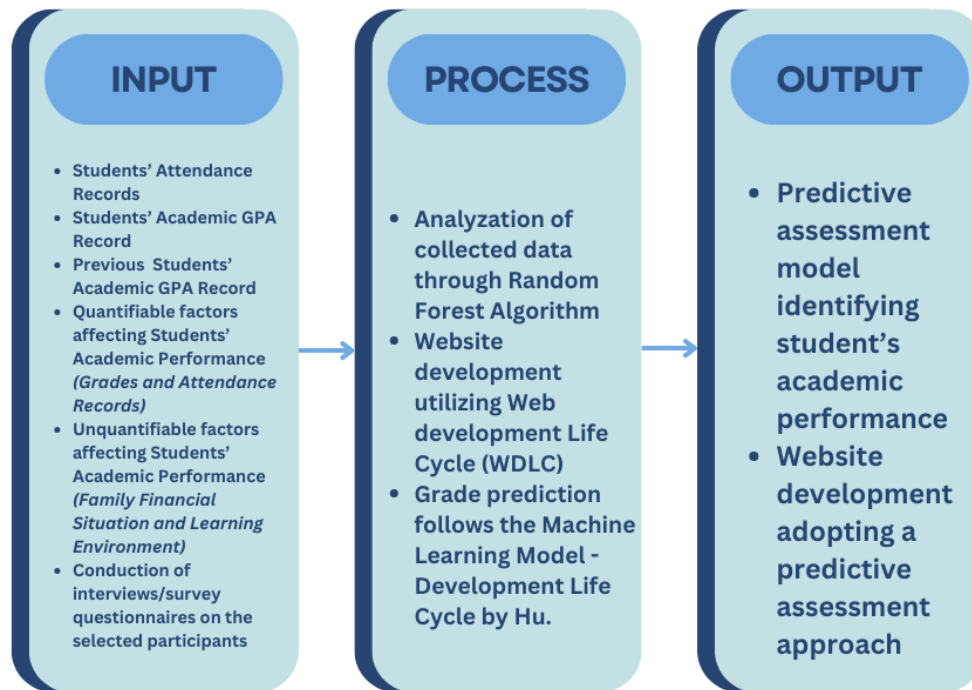 INPUT
• Students’ Attendance
Records
• Students’ Academic GPA
Record
• Previous Students’
Academic GPA Record
• Quantifiable factors
affecting Students’
Academic Performance
(Grades and Attendance
Records)
• Unquantifiable factors
affecting Students’
Academic Performance
(Family Financial
Situation and Learning
Environment)
• Conduction of
interviews/survey
questionnaires on the
selected participants
PROCESS
• Analyzation of
collected data
through Random
Forest Algorithm
• Website
development
utilizing Web
development Life
Cycle (WDLC)
• Grade prediction
follows the Machine
Learning Model -
Development Life
Cycle by Hu.
OUTPUT
• Predictive
assessment
model
identifying
student’s
academic
performance
• Website
development
adopting a
predictive
assessment
approach